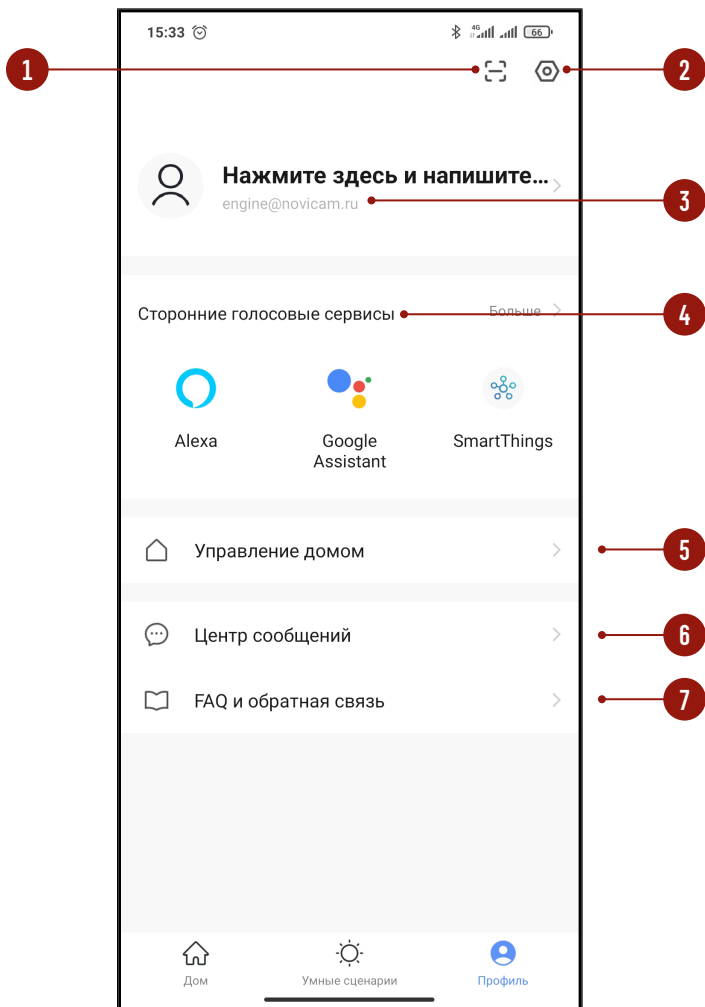 15:33
4G
66
1
2
Нажмите здесь и напишите...
engine@novicam.ru
3
Сторонние голосовые сервисы
Больше
4
Alexa
Google
Assistant
SmartThings
Управление домом
5
Центр сообщений
6
FAQ и обратная связь
7
Дом
Умные сценарии
Профиль